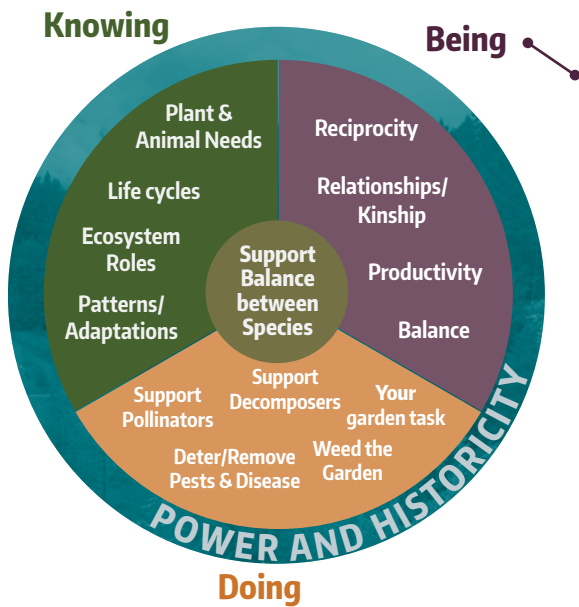 Knowing
Plant &
Animal Needs
Life cycles
Ecosystem
Roles
Patterns/
Adaptations
Being
Reciprocity
Relationships/
Kinship
Productivity
Balance
Support
Balance
between
Species
Support
Pollinators
Support
Decomposers
Your
garden task
Deter/Remove
Pests & Disease
Weed the
Garden
POWER AND HISTORICITY
Doing